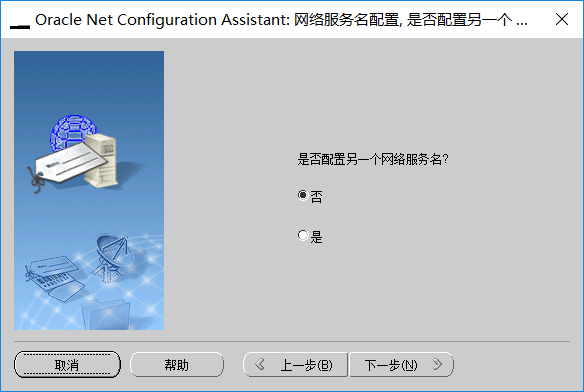 Oracle Net Configuration Assistant: 网络服务名配置, 是否配置另一个 ...
是否配置另一个网络服务名?
否
是
取消
帮助
上一步(B)
下一步(N)